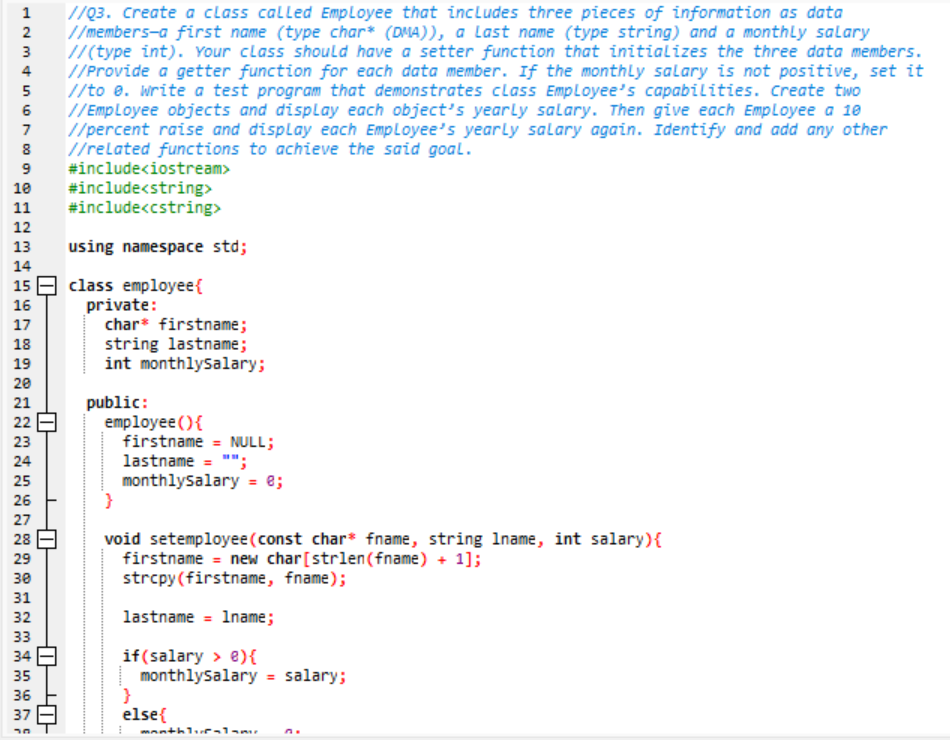 1 //Q3. Create a class called Employee that includes three pieces of information as data
2 //members—a first name (type char* (DMA)), a last name (type string) and a monthly salary
3 //(type int). Your class should have a setter function that initializes the three data members.
4 //Provide a getter function for each data member. If the monthly salary is not positive, set it
5 //to 0. Write a test program that demonstrates class Employee's capabilities. Create two
6 //Employee objects and display each object's yearly salary. Then give each Employee a 10
7 //percent raise and display each Employee's yearly salary again. Identify and add any other
8 //related functions to achieve the said goal.
9 #include<iostream>
10 #include<string>
11 #include<cstring>
12
13 using namespace std;
14
15 class employee{
16 private:
17 char* firstname;
18 string lastname;
19 int monthlySalary;
20
21 public:
22 employee(){
23 firstname = NULL;
24 lastname = "";
25 monthlySalary = 0;
26 }
27
28 void setemployee(const char* fname, string lname, int salary){
29 firstname = new char[strlen(fname) + 1];
30 strcpy(firstname, fname);
31
32 lastname = lname;
33
34 if(salary > 0){
35 monthlySalary = salary;
36 }
37 else{
38 monthlySalary = 0;